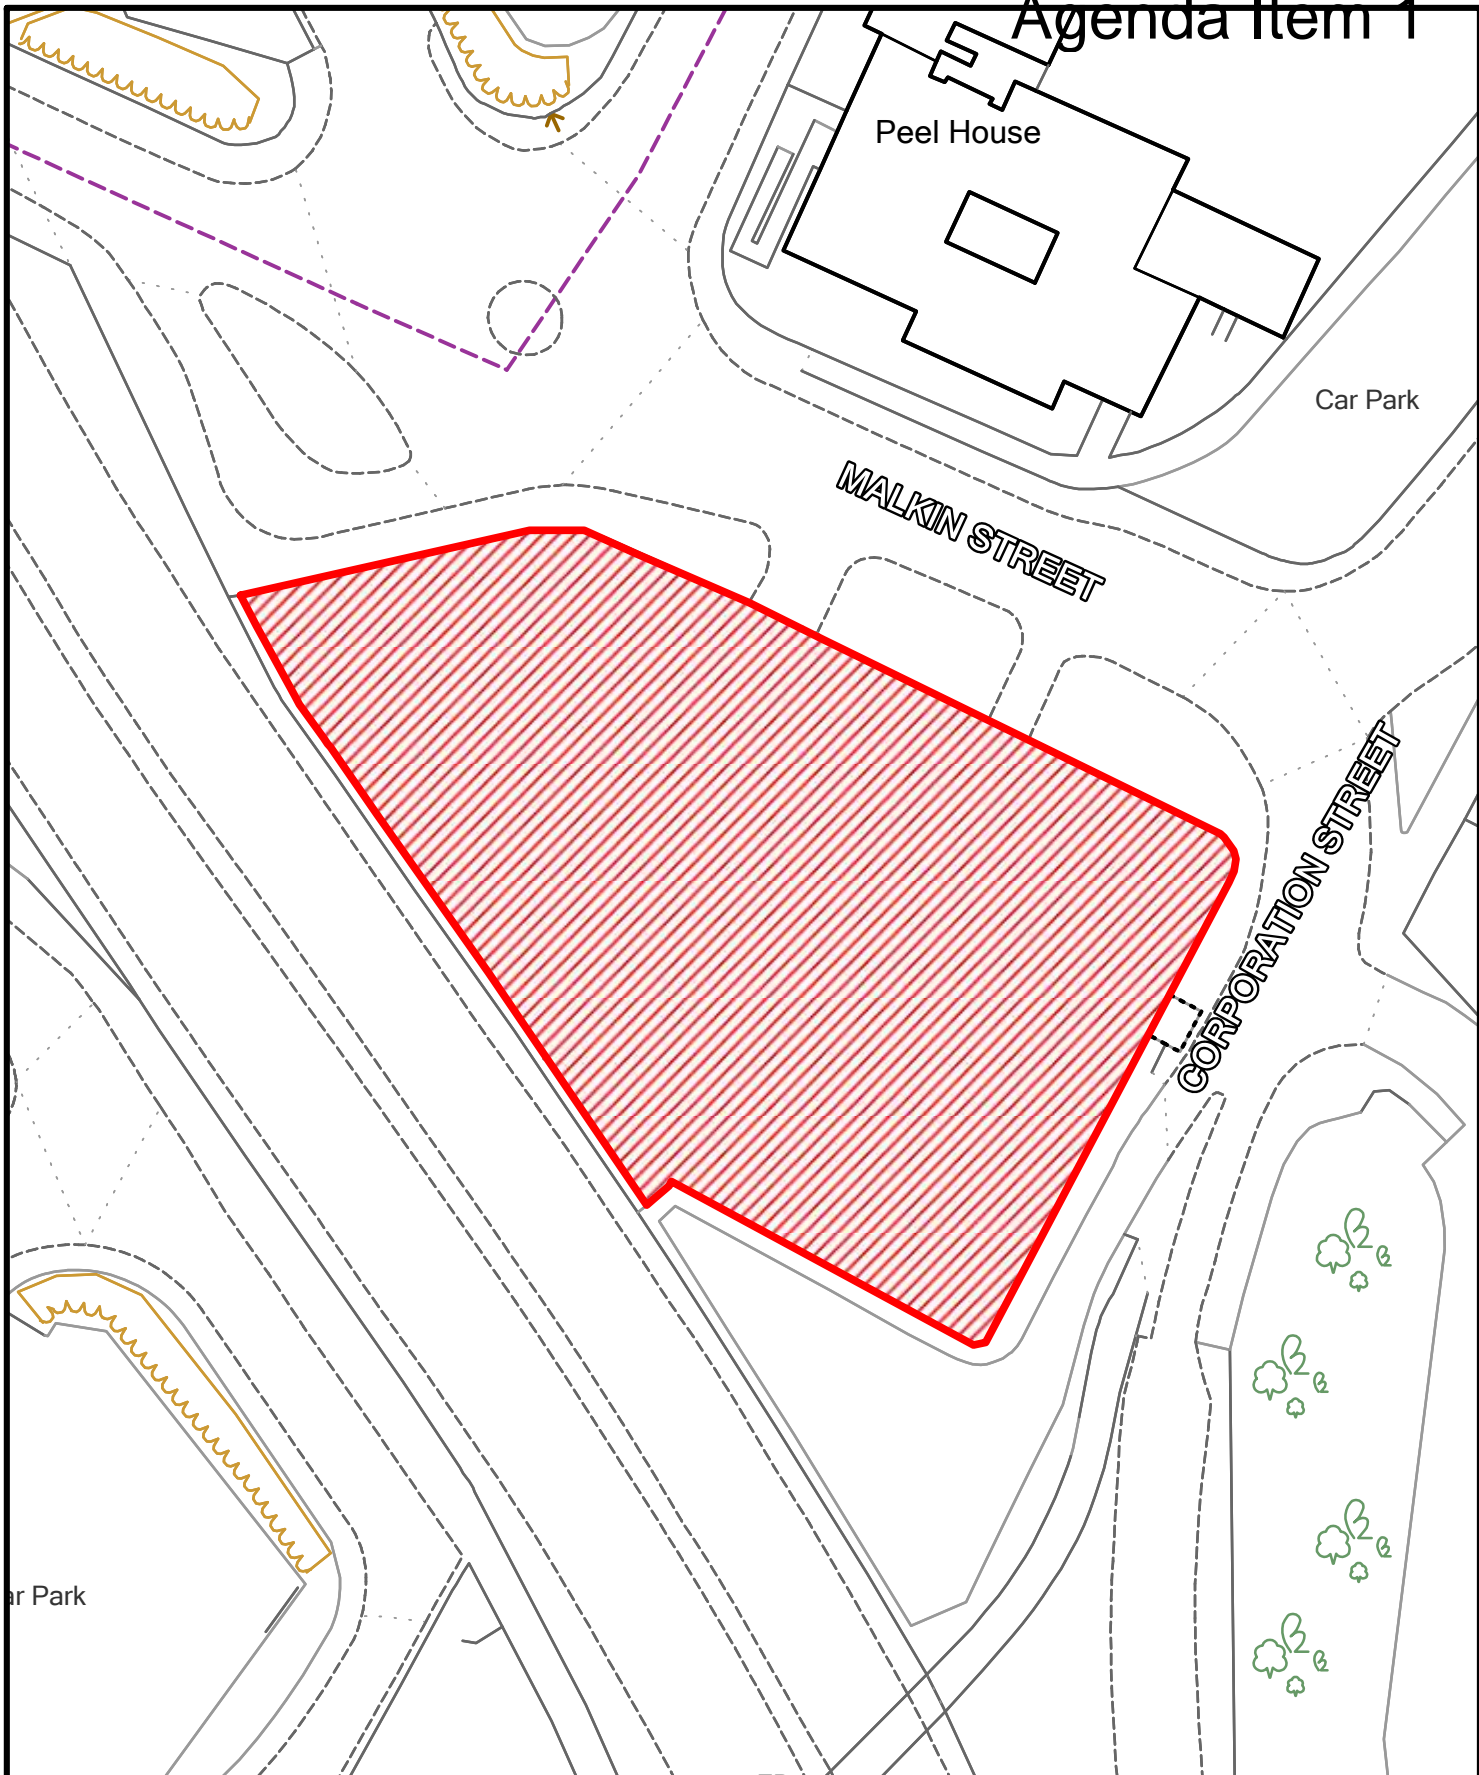 Agenda Item 1
Peel House
Car Park
MALKIN STREET
CORPORATION STREET
ar Park